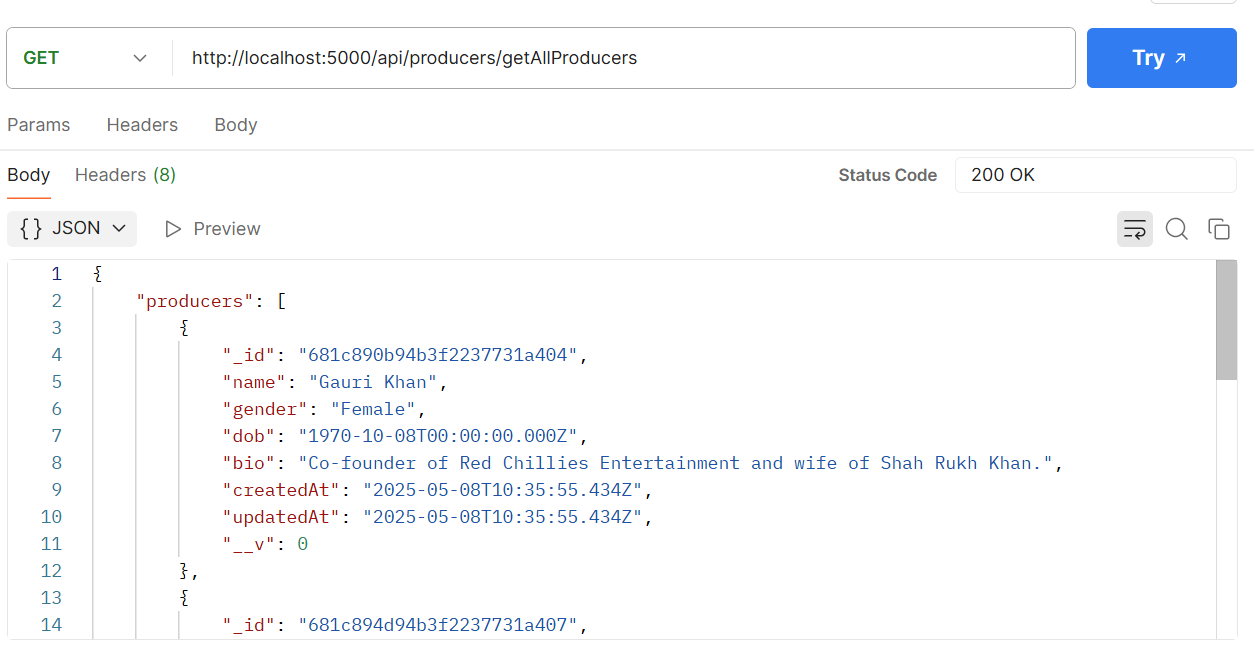 GET http://localhost:5000/api/producers/getAllProducers Try
Params Headers Body
Body Headers (8) Status Code 200 OK
{} JSON Preview
1 {
2 "producers": [
3 {
4 "_id": "681c890b94b3f2237731a404",
5 "name": "Gauri Khan",
6 "gender": "Female",
7 "dob": "1970-10-08T00:00:00.000Z",
8 "bio": "Co-founder of Red Chillies Entertainment and wife of Shah Rukh Khan.",
9 "createdAt": "2025-05-08T10:35:55.434Z",
10 "updatedAt": "2025-05-08T10:35:55.434Z",
11 "__v": 0
12 },
13 {
14 "_id": "681c894d94b3f2237731a407",